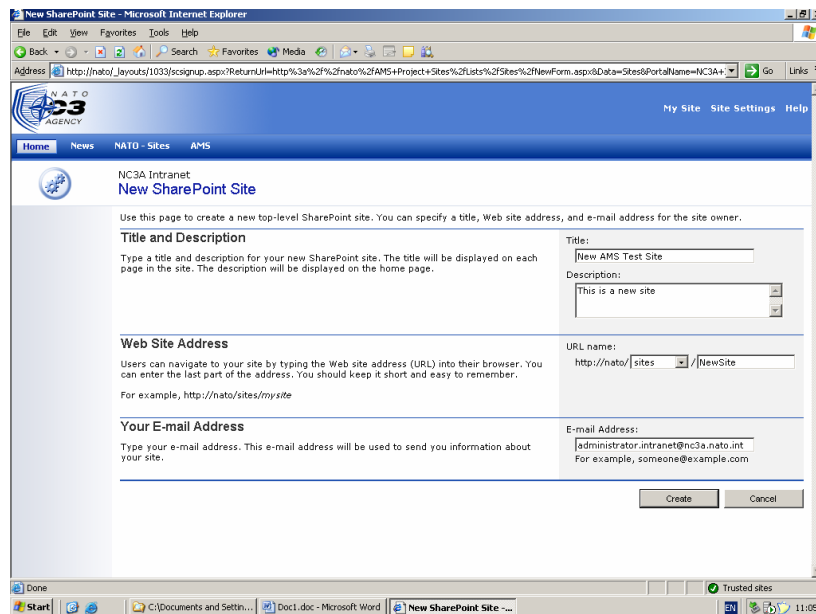 New SharePoint Site - Microsoft Internet Explorer
File Edit View Favorites Tools Help
Back Search Favorites Media
Address http://nato/_layouts/1033/scsignup.aspx?ReturnUrl=http%3a%2f%2fnato%2fAMS+Project+Sites%2fLists%2fSites%2fNewForm.aspx&Data=Sites&PortalName=NC3A+ Go Links
NATO
C3
AGENCY
My Site Site Settings Help
Home News NATO - Sites AMS
NC3A Intranet
New SharePoint Site
Use this page to create a new top-level SharePoint site. You can specify a title, Web site address, and e-mail address for the site owner.
Title and Description
Type a title and description for your new SharePoint site. The title will be displayed on each
page in the site. The description will be displayed on the home page.
Title:
New AMS Test Site
Description:
This is a new site
Web Site Address
Users can navigate to your site by typing the Web site address (URL) into their browser. You
can enter the last part of the address. You should keep it short and easy to remember.
For example, http://nato/sites/mysite
URL name:
http://nato/ sites / NewSite
Your E-mail Address
Type your e-mail address. This e-mail address will be used to send you information about
your site.
E-mail Address:
administrator.intranet@nc3a.nato.int
For example, someone@example.com
Create Cancel
Done Trusted sites
Start C:\Documents and Settin... Doc1.doc - Microsoft Word New SharePoint Site -... EN 11:05